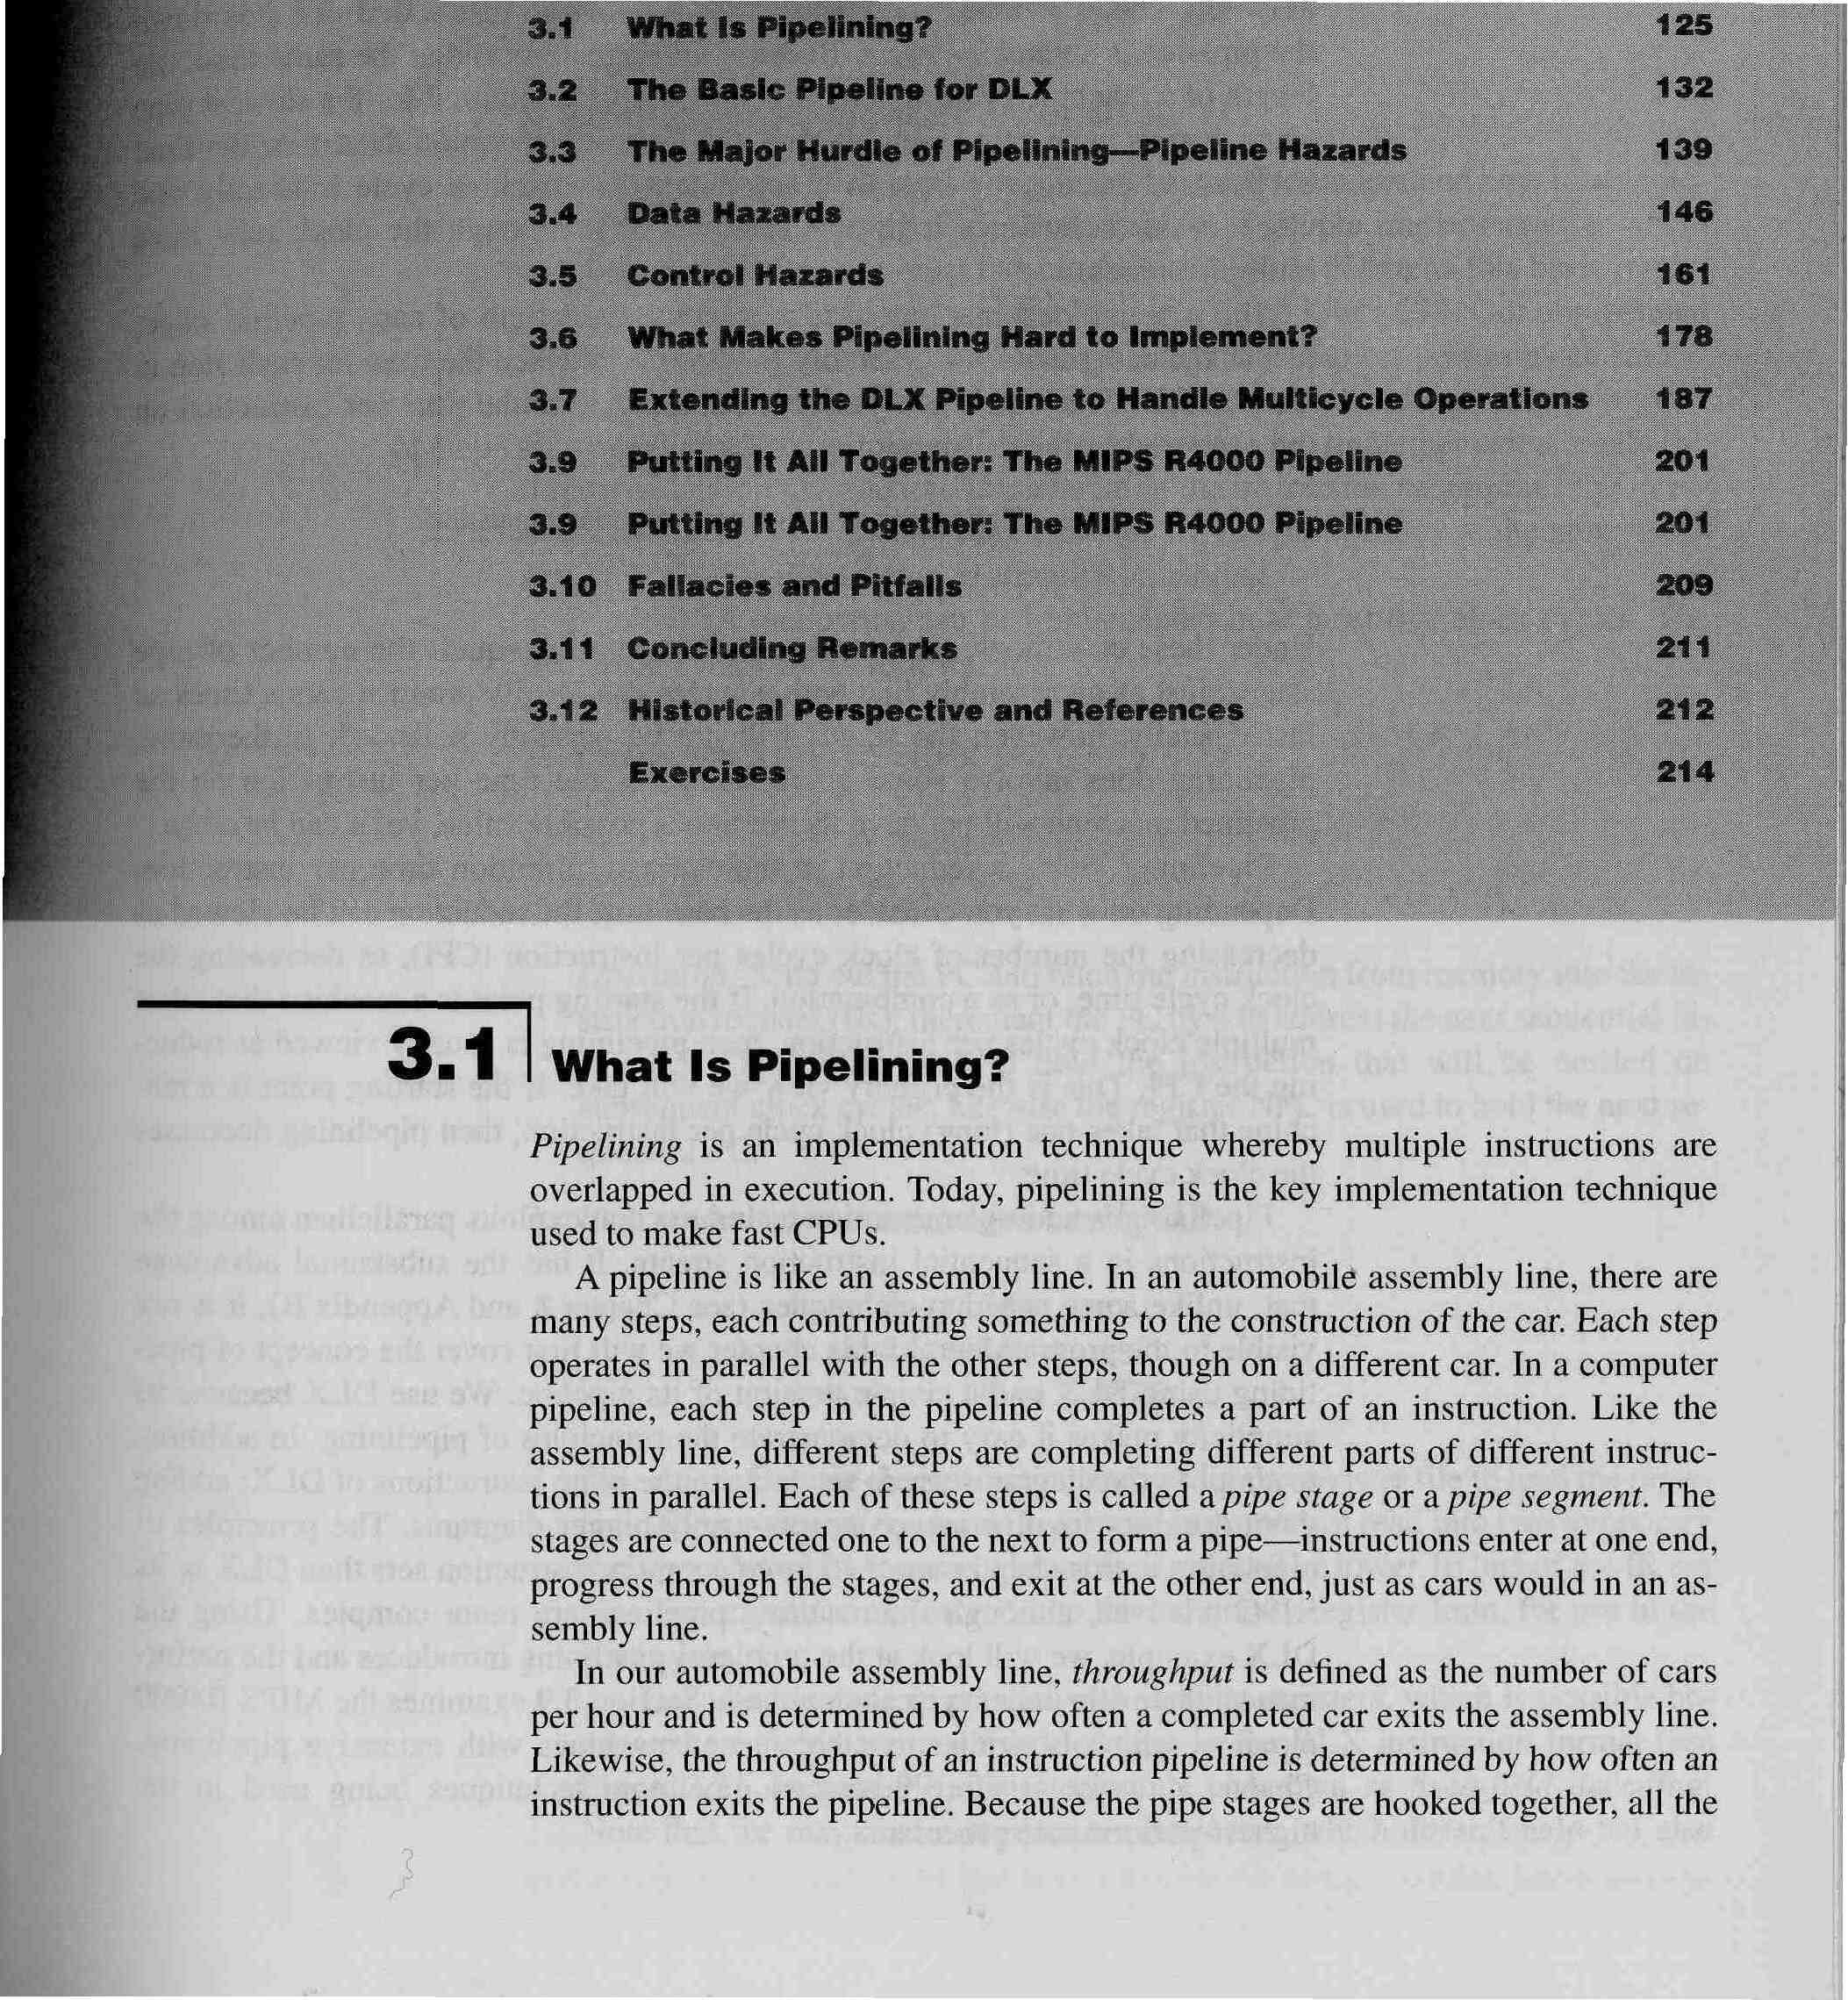 3.1 What Is Pipelining? 125
3.2 The Basic Pipeline for DLX 132
3.3 The Major Hurdle of Pipelining—Pipeline Hazards 139
3.4 Data Hazards 146
3.5 Control Hazards 161
3.6 What Makes Pipelining Hard to Implement? 178
3.7 Extending the DLX Pipeline to Handle Multicycle Operations 187
3.9 Putting It All Together: The MIPS R4000 Pipeline 201
3.9 Putting It All Together: The MIPS R4000 Pipeline 201
3.10 Fallacies and Pitfalls 209
3.11 Concluding Remarks 211
3.12 Historical Perspective and References 212
Exercises 214
3.1 What Is Pipelining?
Pipelining is an implementation technique whereby multiple instructions are
overlapped in execution. Today, pipelining is the key implementation technique
used to make fast CPUs.
A pipeline is like an assembly line. In an automobile assembly line, there are
many steps, each contributing something to the construction of the car. Each step
operates in parallel with the other steps, though on a different car. In a computer
pipeline, each step in the pipeline completes a part of an instruction. Like the
assembly line, different steps are completing different parts of different instruc-
tions in parallel. Each of these steps is called a pipe stage or a pipe segment. The
stages are connected one to the next to form a pipe—instructions enter at one end,
progress through the stages, and exit at the other end, just as cars would in an as-
sembly line.
In our automobile assembly line, throughput is defined as the number of cars
per hour and is determined by how often a completed car exits the assembly line.
Likewise, the throughput of an instruction pipeline is determined by how often an
instruction exits the pipeline. Because the pipe stages are hooked together, all the